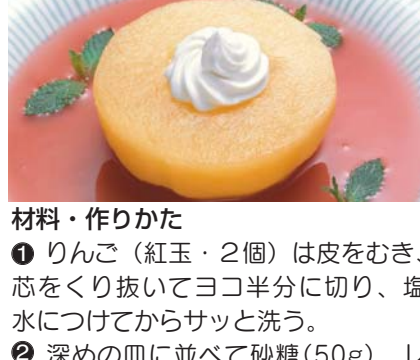 材料・作りかた
❶ りんご（紅玉・２個）は皮をむき、
芯をくり抜いてヨコ半分に切り、塩
水につけてからサッと洗う。
❷ 深めの皿に並べて砂糖(50g)、レ